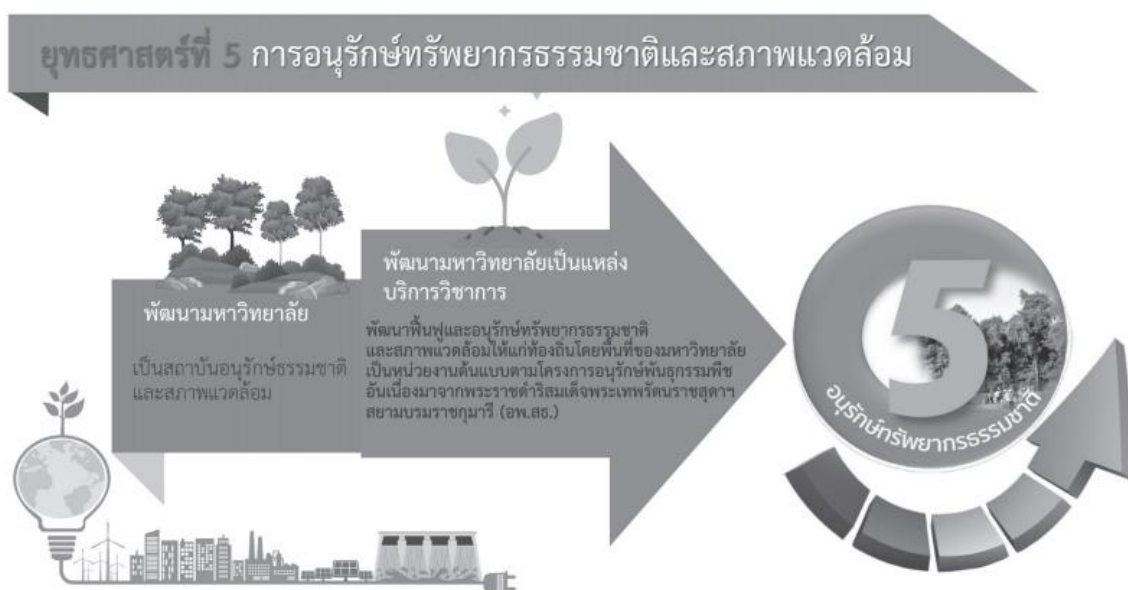 ยุทธศาสตร์ที่ 5 การอนุรักษ์ทรัพยากรธรรมชาติและสภาพแวดล้อม
พัฒนามหาวิทยาลัย
เป็นสถาบันอนุรักษ์ธรรมชาติ
และสภาพแวดล้อม
พัฒนามหาวิทยาลัยเป็นแหล่ง
บริการวิชาการ
พัฒนาฟื้นฟูและอนุรักษ์ทรัพยากรธรรมชาติ
และสภาพแวดล้อมให้แก่ท้องถิ่นโดยพื้นที่ของมหาวิทยาลัย
เป็นหน่วยงานต้นแบบตามโครงการอนุรักษ์พันธุกรรมพืช
อันเนื่องมาจากพระราชดำริสมเด็จพระเทพรัตนราชสุดาฯ
สยามบรมราชกุมารี (อพ.สธ.)
5
อนุรักษ์ทรัพยากรธรรมชาติ